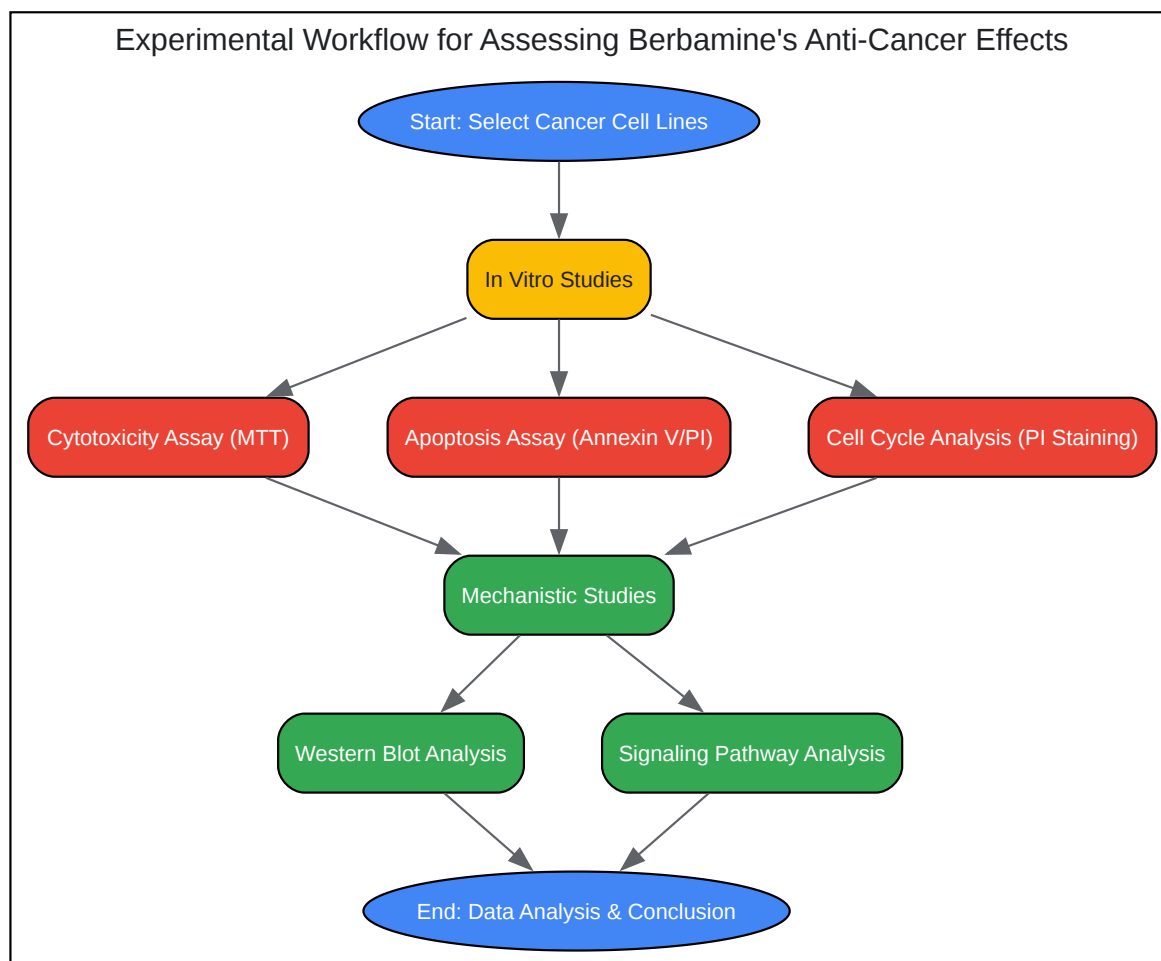 Experimental Workflow for Assessing Berbamine's Anti-Cancer Effects
Start: Select Cancer Cell Lines
In Vitro Studies
Cytotoxicity Assay (MTT)
Apoptosis Assay (Annexin V/PI)
Cell Cycle Analysis (PI Staining)
Mechanistic Studies
Western Blot Analysis
Signaling Pathway Analysis
End: Data Analysis & Conclusion